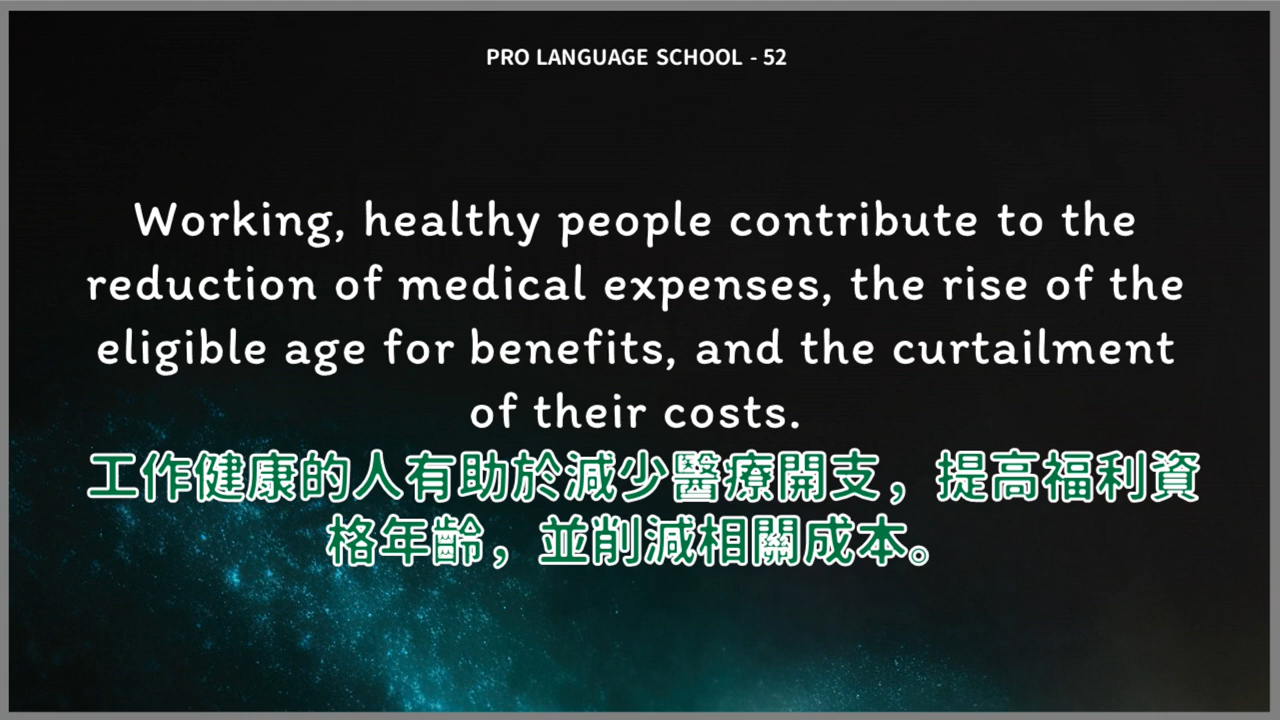 PRO LANGUAGE SCHOOL - 52
Working, healthy people contribute to the
reduction of medical expenses, the rise of the
eligible age for benefits, and the curtailment
of their costs.
工作健康的人有助於減少醫療開支，提高福利資
格年齡，並削減相關成本。